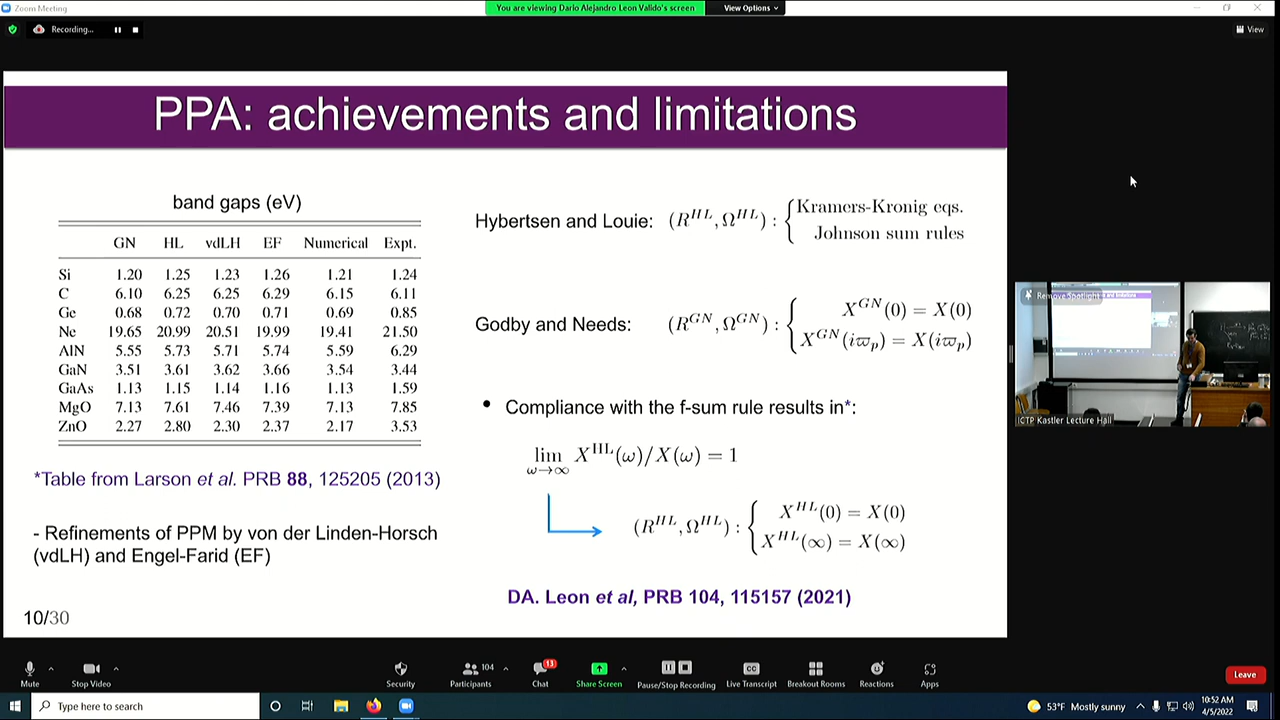 Zoom Meeting
You are viewing Dario Alejandro Leon Valido's screen
View Options
Recording...
View
PPA: achievements and limitations
band gaps (eV)
GN HL vdLH EF Numerical Expt.
Si 1.20 1.25 1.23 1.26 1.21 1.24
C 6.10 6.25 6.25 6.29 6.15 6.11
Ge 0.68 0.72 0.70 0.71 0.69 0.85
Ne 19.65 20.99 20.51 19.99 19.41 21.50
AlN 5.55 5.73 5.71 5.74 5.59 6.29
GaN 3.51 3.61 3.62 3.66 3.54 3.44
GaAs 1.13 1.15 1.14 1.16 1.13 1.59
MgO 7.13 7.61 7.46 7.39 7.13 7.85
ZnO 2.27 2.80 2.30 2.37 2.17 3.53
*Table from Larson et al. PRB 88, 125205 (2013)
- Refinements of PPM by von der Linden-Horsch
(vdLH) and Engel-Farid (EF)
10/30
Hybertsen and Louie: (R^{HL}, Ω^{HL}) : { Kramers-Kronig eqs.
Johnson sum rules
Godby and Needs: (R^{GN}, Ω^{GN}) : { X^{GN}(0) = X(0)
X^{GN}(iϖ_p) = X(iϖ_p)
• Compliance with the f-sum rule results in*:
lim_{ω→∞} X^{HL}(ω)/X(ω) = 1
(R^{HL}, Ω^{HL}) : { X^{HL}(0) = X(0)
X^{HL}(∞) = X(∞)
DA. Leon et al, PRB 104, 115157 (2021)
Remove Spotlight
ICTP Kastler Lecture Hall
Mute
Stop Video
Security
104
Participants
13
Chat
Share Screen
Pause/Stop Recording
CC
Live Transcript
Breakout Rooms
Reactions
Apps
Leave
Type here to search
53°F Mostly sunny
10:52 AM
4/5/2022